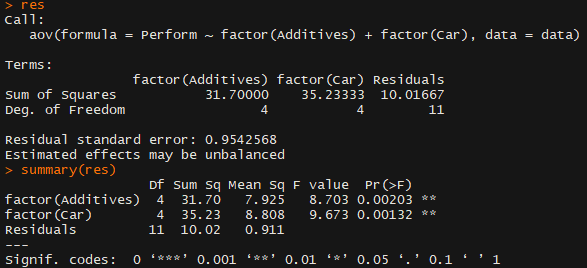 > res
Call:
   aov(formula = Perform ~ factor(Additives) + factor(Car), data = data)

Terms:
                factor(Additives) factor(Car) Residuals
Sum of Squares           31.70000    35.23333  10.01667
Deg. of Freedom                 4           4        11

Residual standard error: 0.9542568
Estimated effects may be unbalanced
> summary(res)
                  Df Sum Sq Mean Sq F value  Pr(>F)
factor(Additives)  4  31.70   7.925   8.703 0.00203 **
factor(Car)        4  35.23   8.808   9.673 0.00132 **
Residuals         11  10.02   0.911
---
Signif. codes:  0 ‘***’ 0.001 ‘**’ 0.01 ‘*’ 0.05 ‘.’ 0.1 ‘ ’ 1